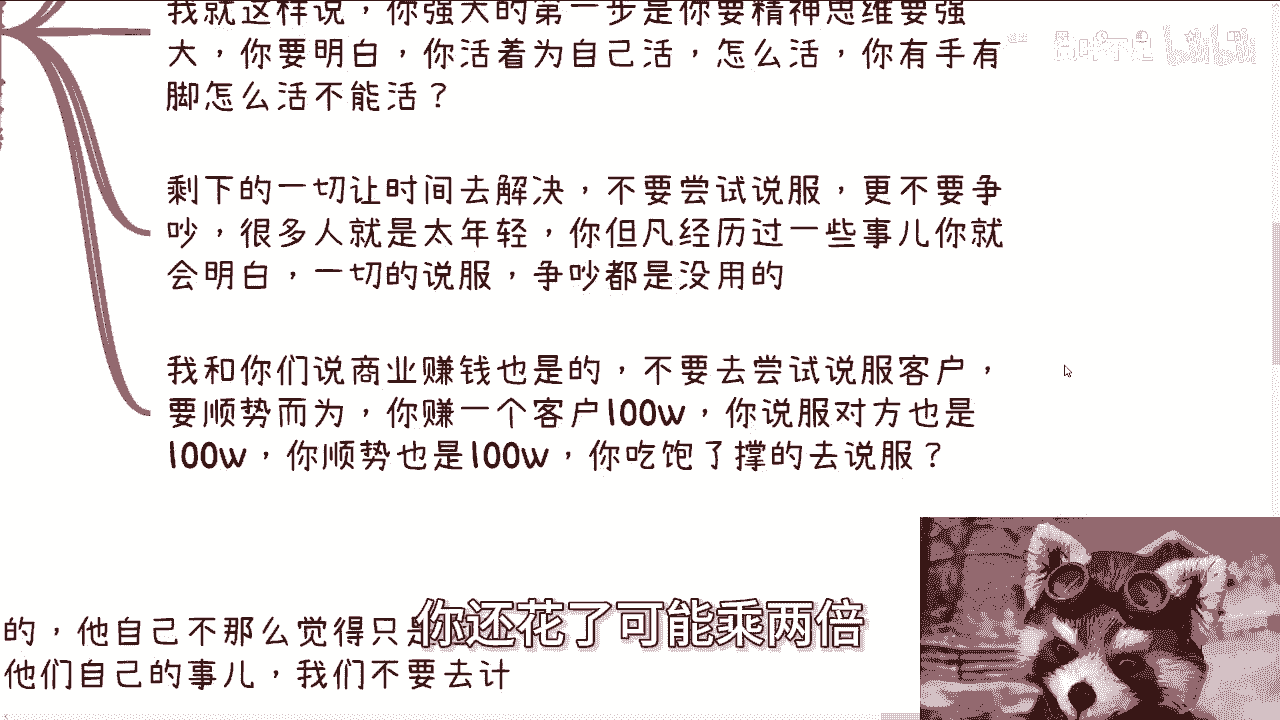 我就这样说，你强大的第一步是你要精神思维要强
大，你要明白，你活着为自己活，怎么活，你有手有
脚怎么活不能活？
剩下的一切让时间去解决，不要尝试说服，更不要争
吵，很多人就是太年轻，你但凡经历过一些事儿你就
会明白，一切的说服，争吵都是没用的
我和你们说商业赚钱也是的，不要去尝试说服客户，
要顺势而为，你赚一个客户100w，你说服对方也是
100w，你顺势也是100w，你吃饱了撑的去说服？
的，他自己不那么觉得只是
你还花了可能乘两倍
他们自己的事儿，我们不要去计
bilibili